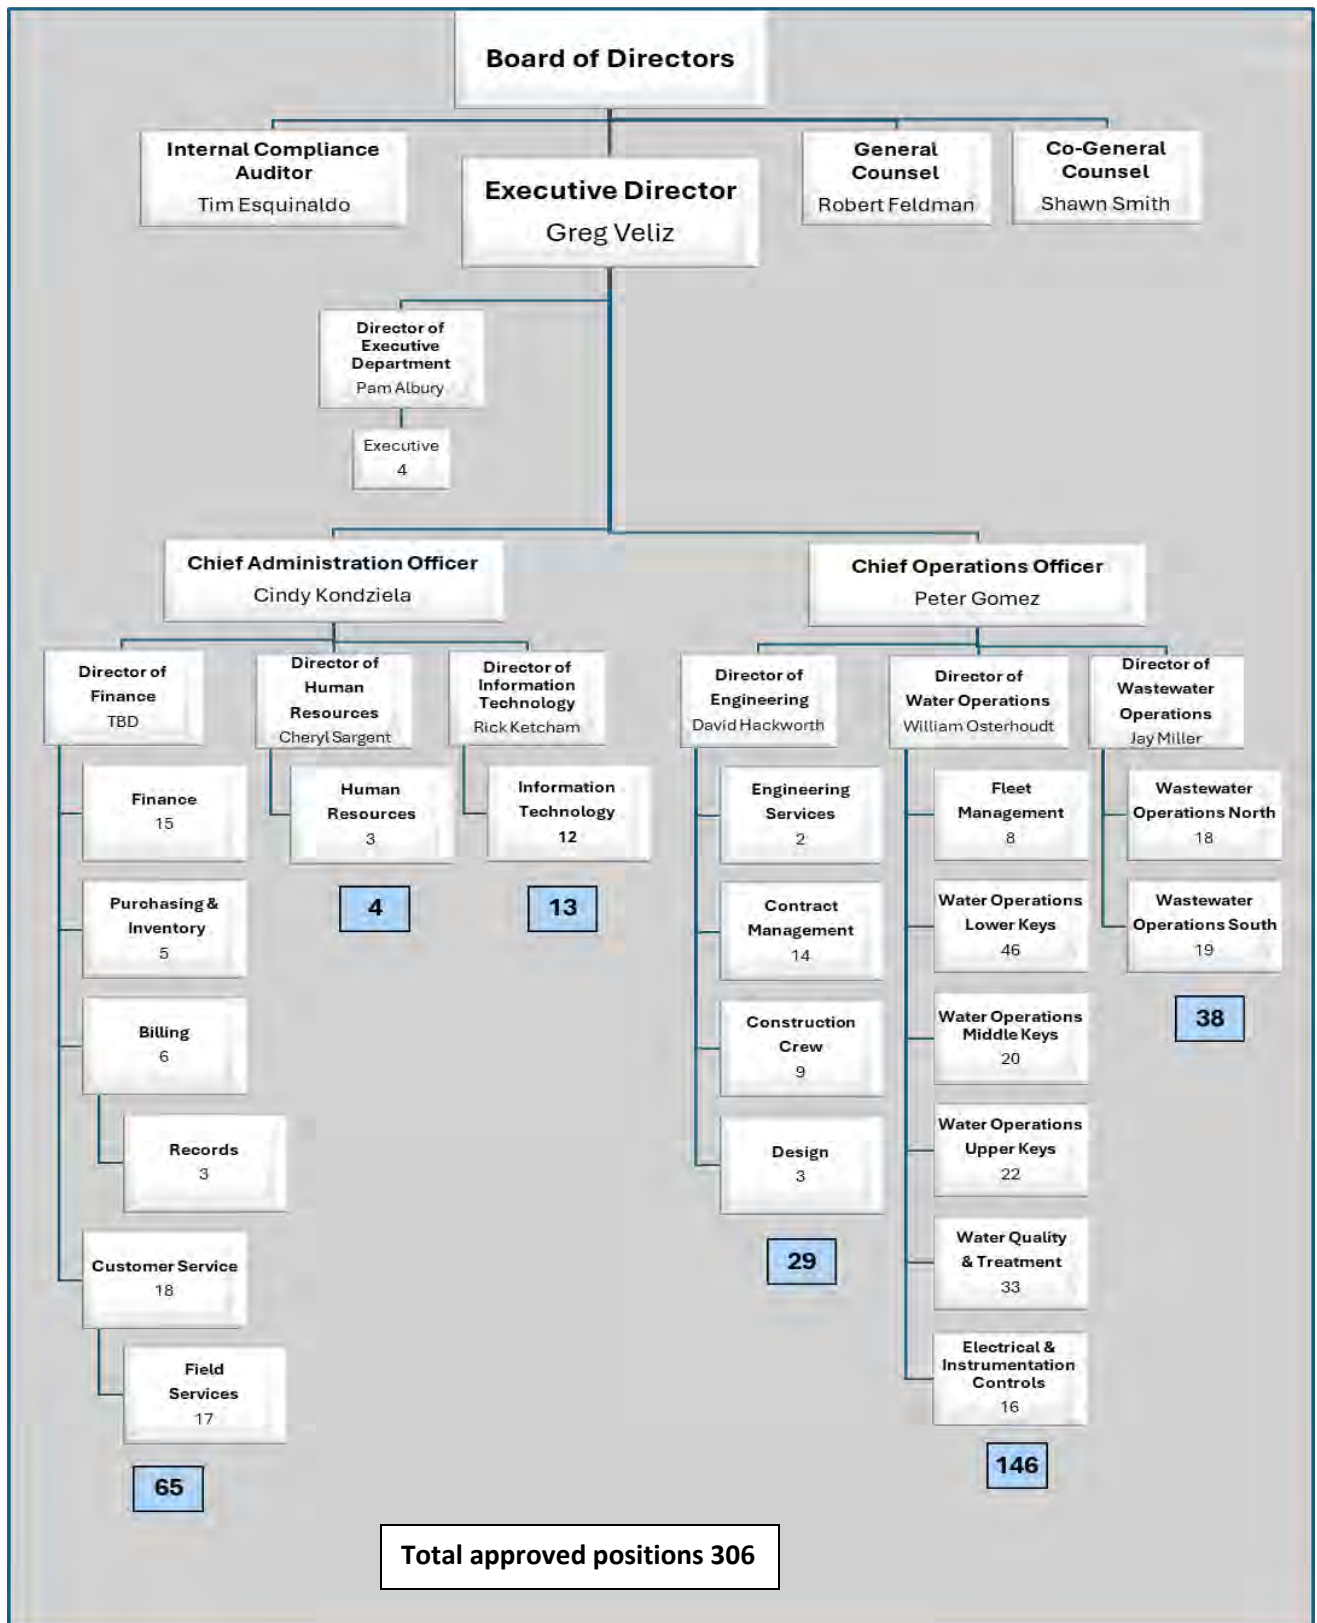 Board of Directors
Internal Compliance
Auditor
Tim Esquinaldo
Executive Director
Greg Veliz
General
Counsel
Robert Feldman
Co-General
Counsel
Shawn Smith
Director of
Executive
Department
Pam Albury
Executive
4
Chief Administration Officer
Cindy Kondziela
Chief Operations Officer
Peter Gomez
Director of
Finance
TBD
Director of
Human
Resources
Cheryl Sargent
Director of
Information
Technology
Rick Ketcham
Director of
Engineering
David Hackworth
Director of
Water Operations
William Osterhoudt
Director of
Wastewater
Operations
Jay Miller
Finance
15
Purchasing &
Inventory
5
Billing
6
Records
3
Customer Service
18
Field
Services
17
65
Human
Resources
3
4
Information
Technology
12
13
Engineering
Services
2
Contract
Management
14
Construction
Crew
9
Design
3
29
Fleet
Management
8
Water Operations
Lower Keys
46
Water Operations
Middle Keys
20
Water Operations
Upper Keys
22
Water Quality
& Treatment
33
Electrical &
Instrumentation
Controls
16
146
Wastewater
Operations North
18
Wastewater
Operations South
19
38
Total approved positions 306